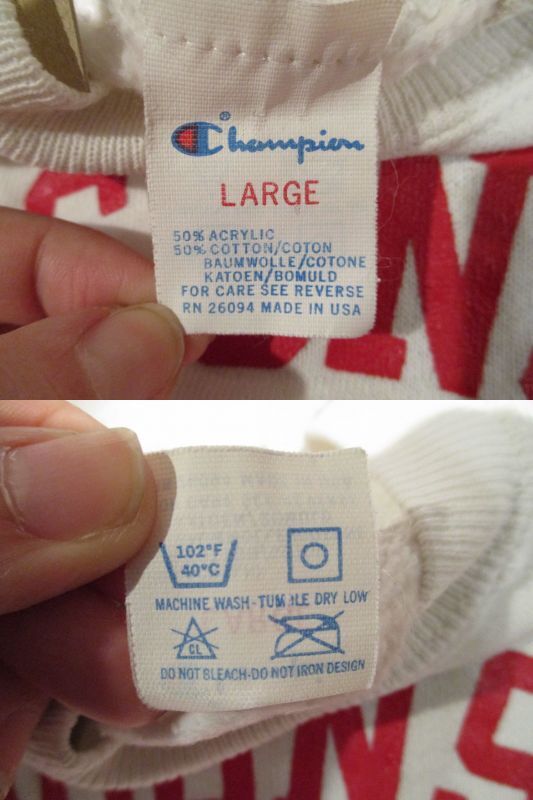 Champion®
LARGE
50% ACRYLIC
50% COTTON/COTON
BAUMWOLLE/COTONE
KATOEN/BOMULD
FOR CARE SEE REVERSE
RN 26094 MADE IN USA
102°F
40°C
MACHINE WASH-TUMBLE DRY LOW
CL
DO NOT BLEACH-DO NOT IRON DESIGN